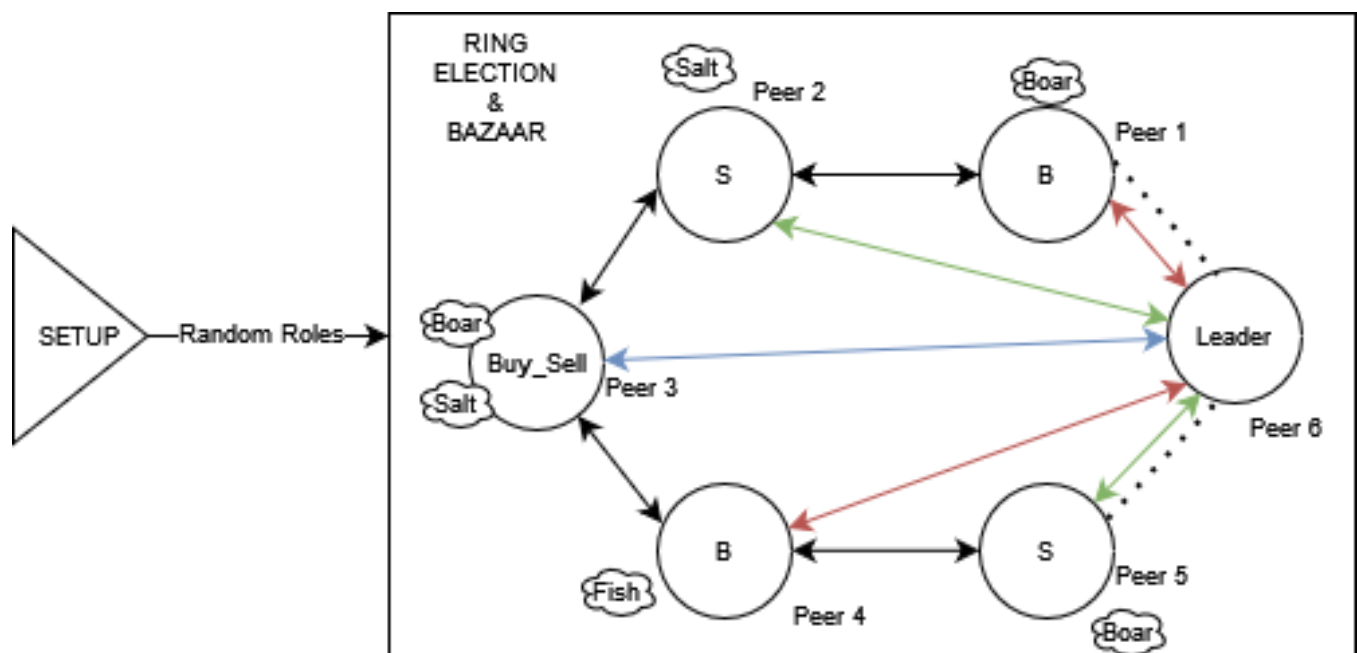 RING
ELECTION
&
BAZAAR
Salt
Peer 2
S
Boar
Peer 1
B
SETUP
Random Roles
Boar
Buy_Sell
Salt
Peer 3
Leader
Peer 6
B
Fish
Peer 4
S
Peer 5
Boar